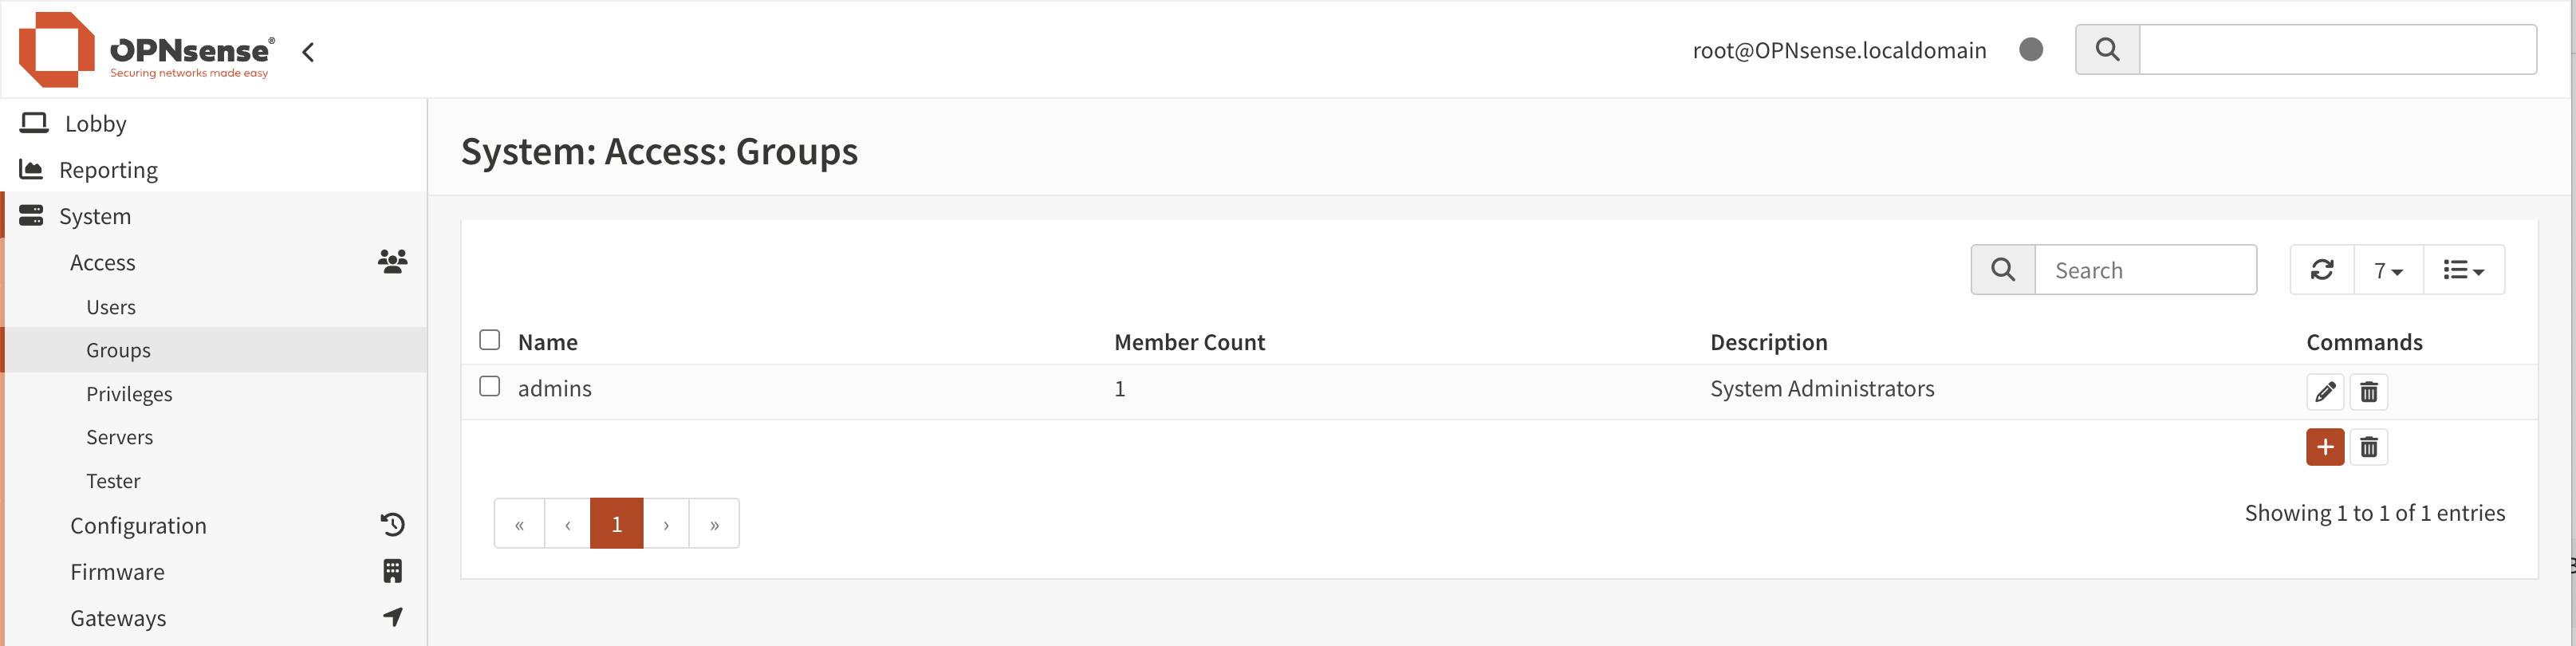 OPNsense®
Securing networks made easy
root@OPNsense.localdomain
Lobby
Reporting
System
Access
Users
Groups
Privileges
Servers
Tester
Configuration
Firmware
Gateways
System: Access: Groups
Search
7
Name Member Count Description Commands
admins 1 System Administrators
« ‹ 1 › »
Showing 1 to 1 of 1 entries